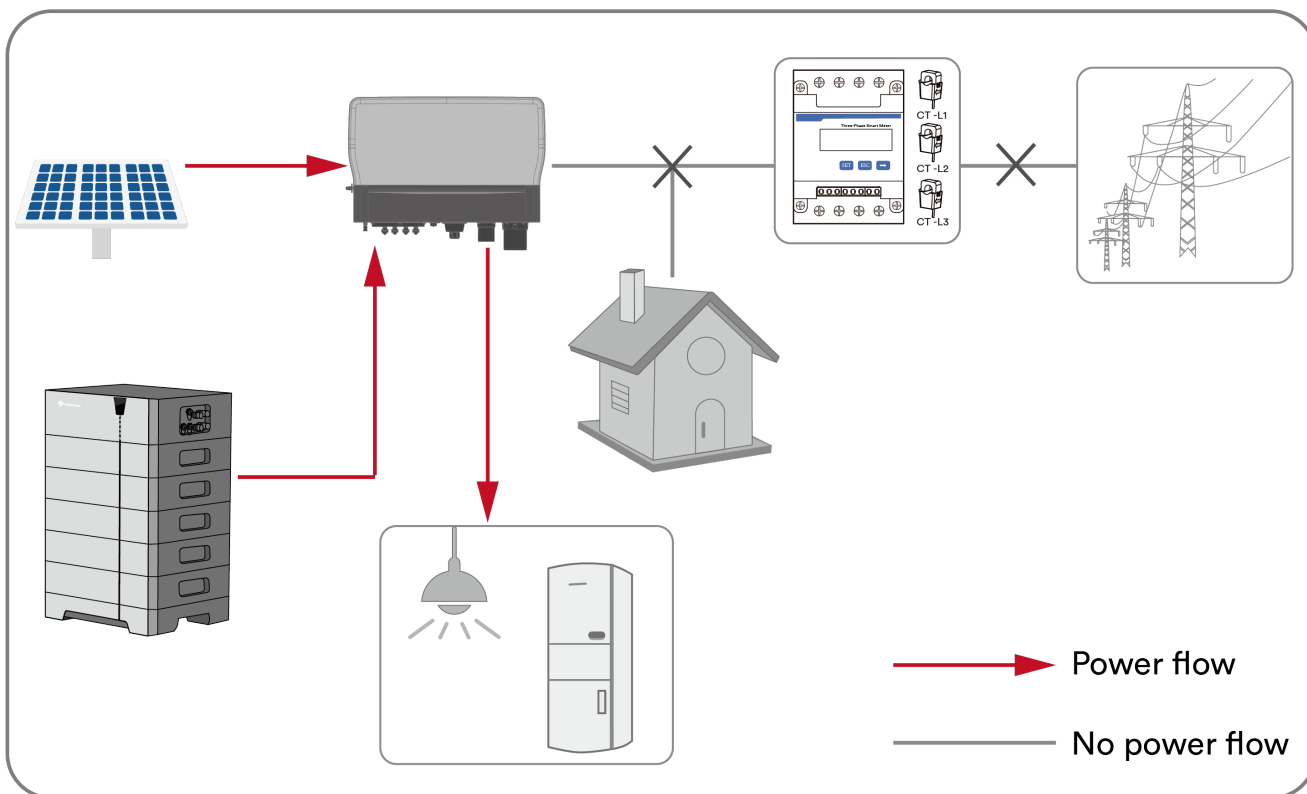 Three-Phase Smart Meter
SET ESC
CT -L1
CT -L2
CT -L3
Power flow
No power flow